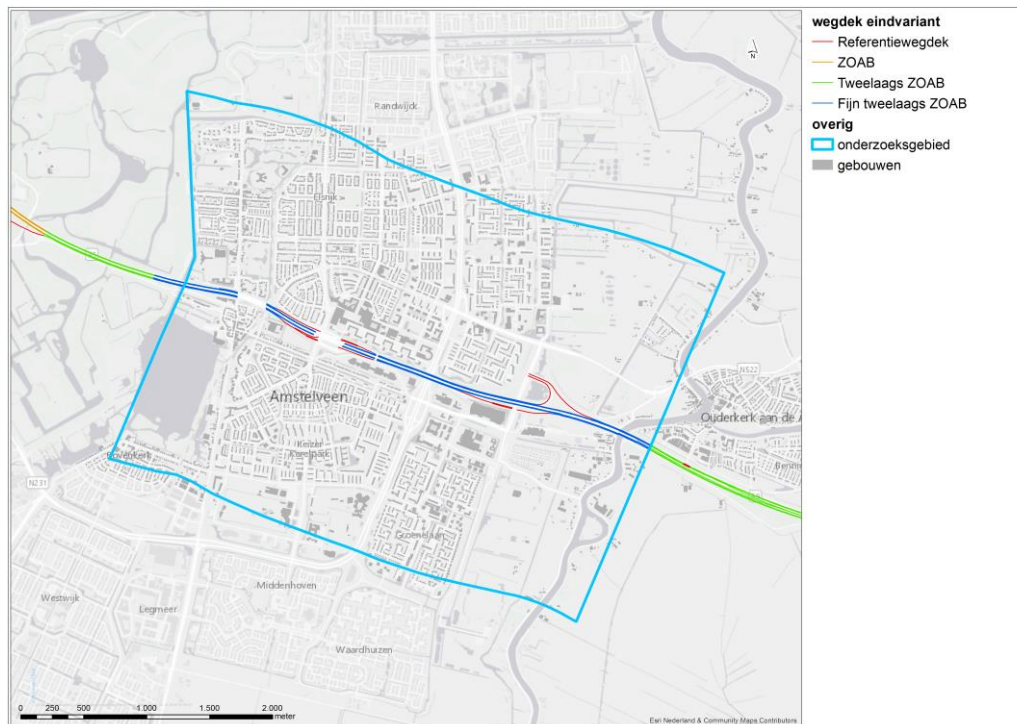 wegdek eindvariant
Referentiewegdek
ZOAB
Tweelaags ZOAB
Fijn tweelaags ZOAB
overig
onderzoeksgebied
gebouwen
N
Randwijck
Elsrijk
Amstelveen
Keizer
Karelpark
N522
Ouderkerk aan de A
Bovenkerk
N231
Groenelaan
Middenhoven
Westwijk
Legmeer
Waardhuizen
0 250 500 1.000 1.500 2.000
meter
Esri Nederland & Community Maps Contributors